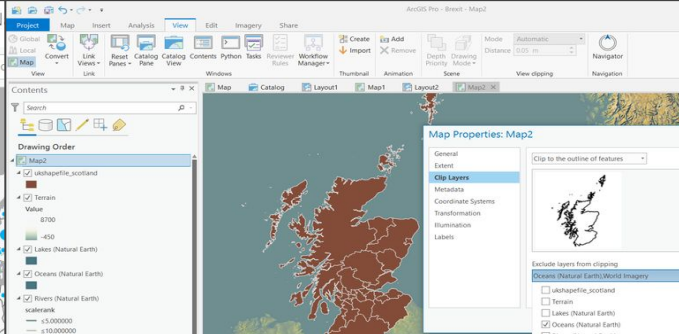 ArcGIS Pro - Brexit - Map2
Project Map Insert Analysis View Edit Imagery Share
Global
Local
Map
Convert
Link Views
Reset Panes
Catalog Pane
Catalog View
Contents
Python
Tasks
Reviewer Rules
Workflow Manager
Create
Import
Add
Remove
Depth Priority
Drawing Mode
Mode Automatic
Distance 0.05 m
Navigator
View Link Windows Thumbnail Animation Scene View clipping Navigation
Contents
Map Catalog Layout1 Map1 Layout2 Map2
Search
Drawing Order
Map2
ukshapefile_scotland
Terrain
Value
8700
-450
Lakes (Natural Earth)
Oceans (Natural Earth)
Rivers (Natural Earth)
scalerank
≤5.000000
≤10.000000
Map Properties: Map2
General
Extent
Clip Layers
Metadata
Coordinate Systems
Transformation
Illumination
Labels
Clip to the outline of features
Exclude layers from clipping
Oceans (Natural Earth),World Imagery
ukshapefile_scotland
Terrain
Lakes (Natural Earth)
Oceans (Natural Earth)